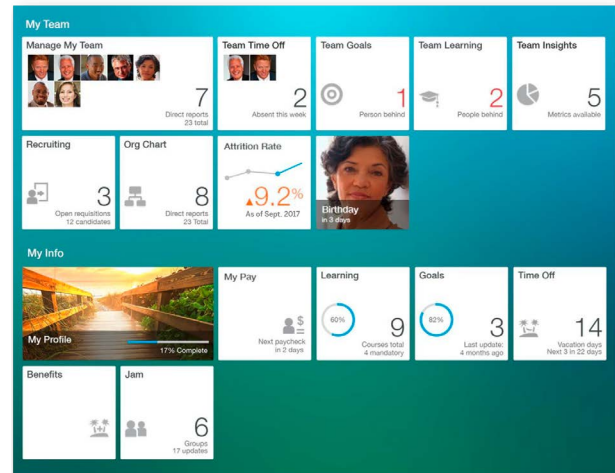 My Team
Manage My Team
7
Direct reports
23 total
Team Time Off
2
Absent this week
Team Goals
1
Person behind
Team Learning
2
People behind
Team Insights
5
Metrics available
Recruiting
3
Open requisitions
12 candidates
Org Chart
8
Direct reports
23 Total
Attrition Rate
▲9.2%
As of Sept. 2017
Birthday
in 3 days
My Info
My Profile
17% Complete
My Pay
$
Next paycheck
in 2 days
Learning
60%
9
Courses total
4 mandatory
Goals
82%
3
Last update:
4 months ago
Time Off
14
Vacation days
Next 3 in 22 days
Benefits
Jam
6
Groups
17 updates